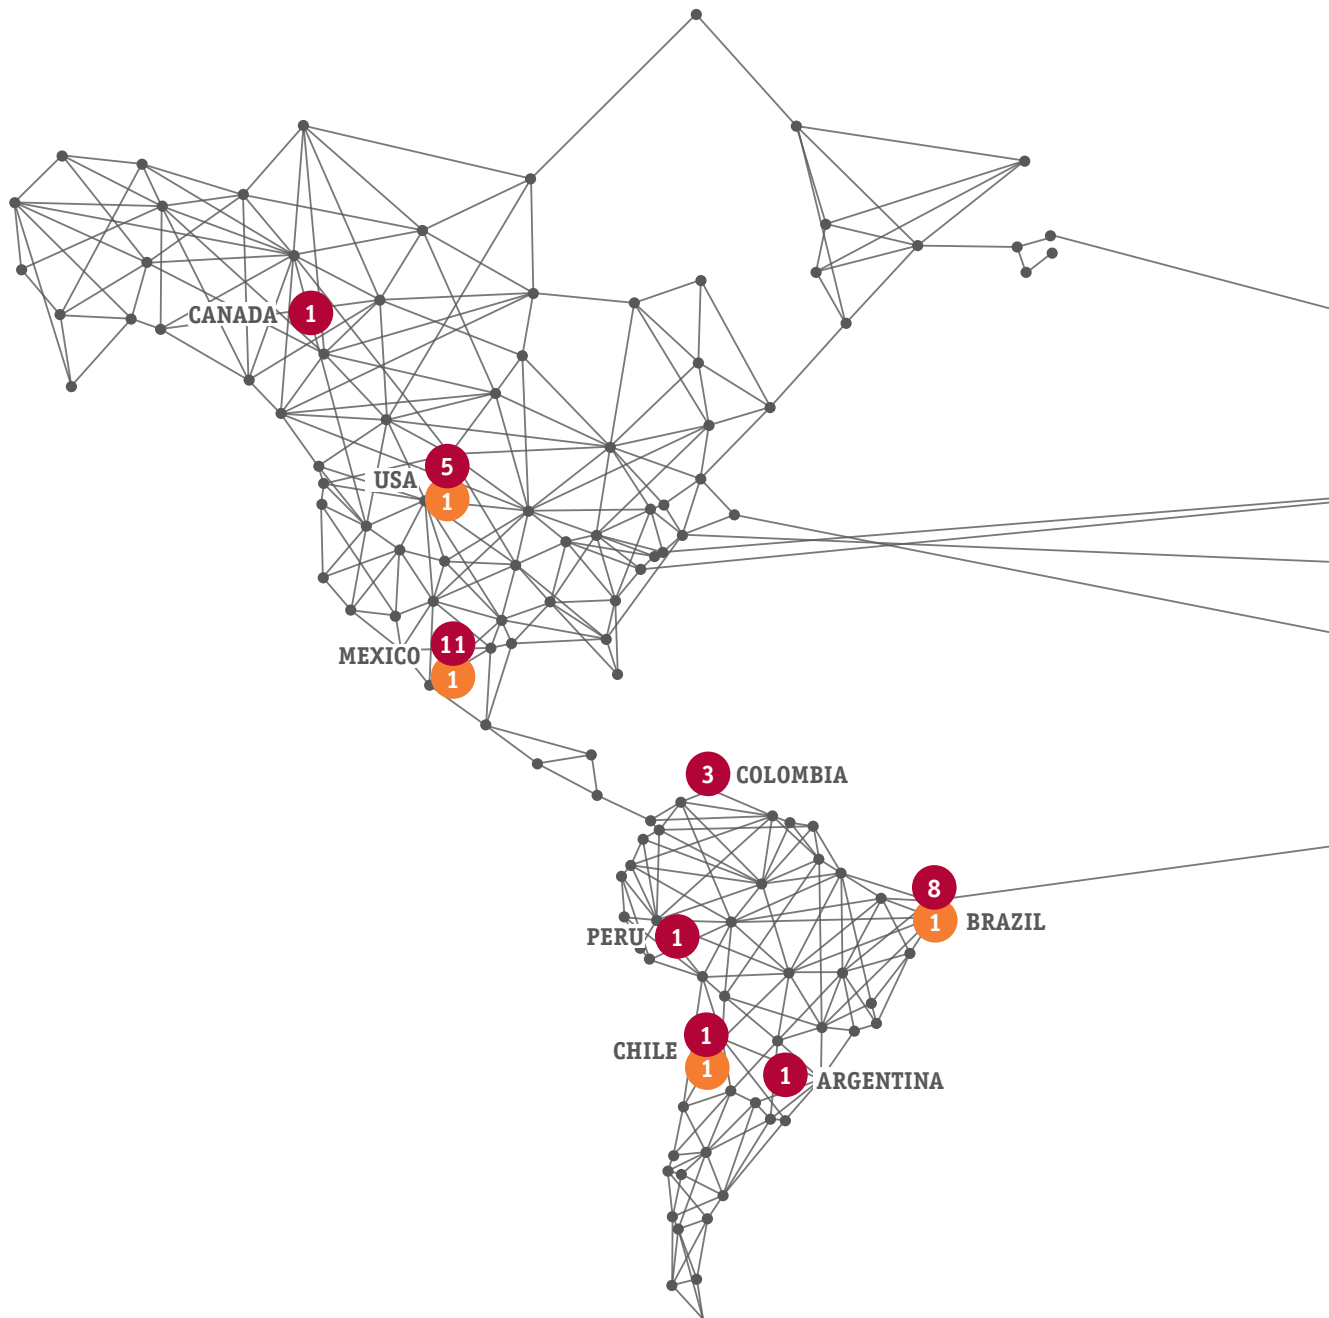 CANADA 1
5
USA
1
11
MEXICO
1
3 COLOMBIA
8
1 BRAZIL
PERU 1
1
CHILE
1
1 ARGENTINA